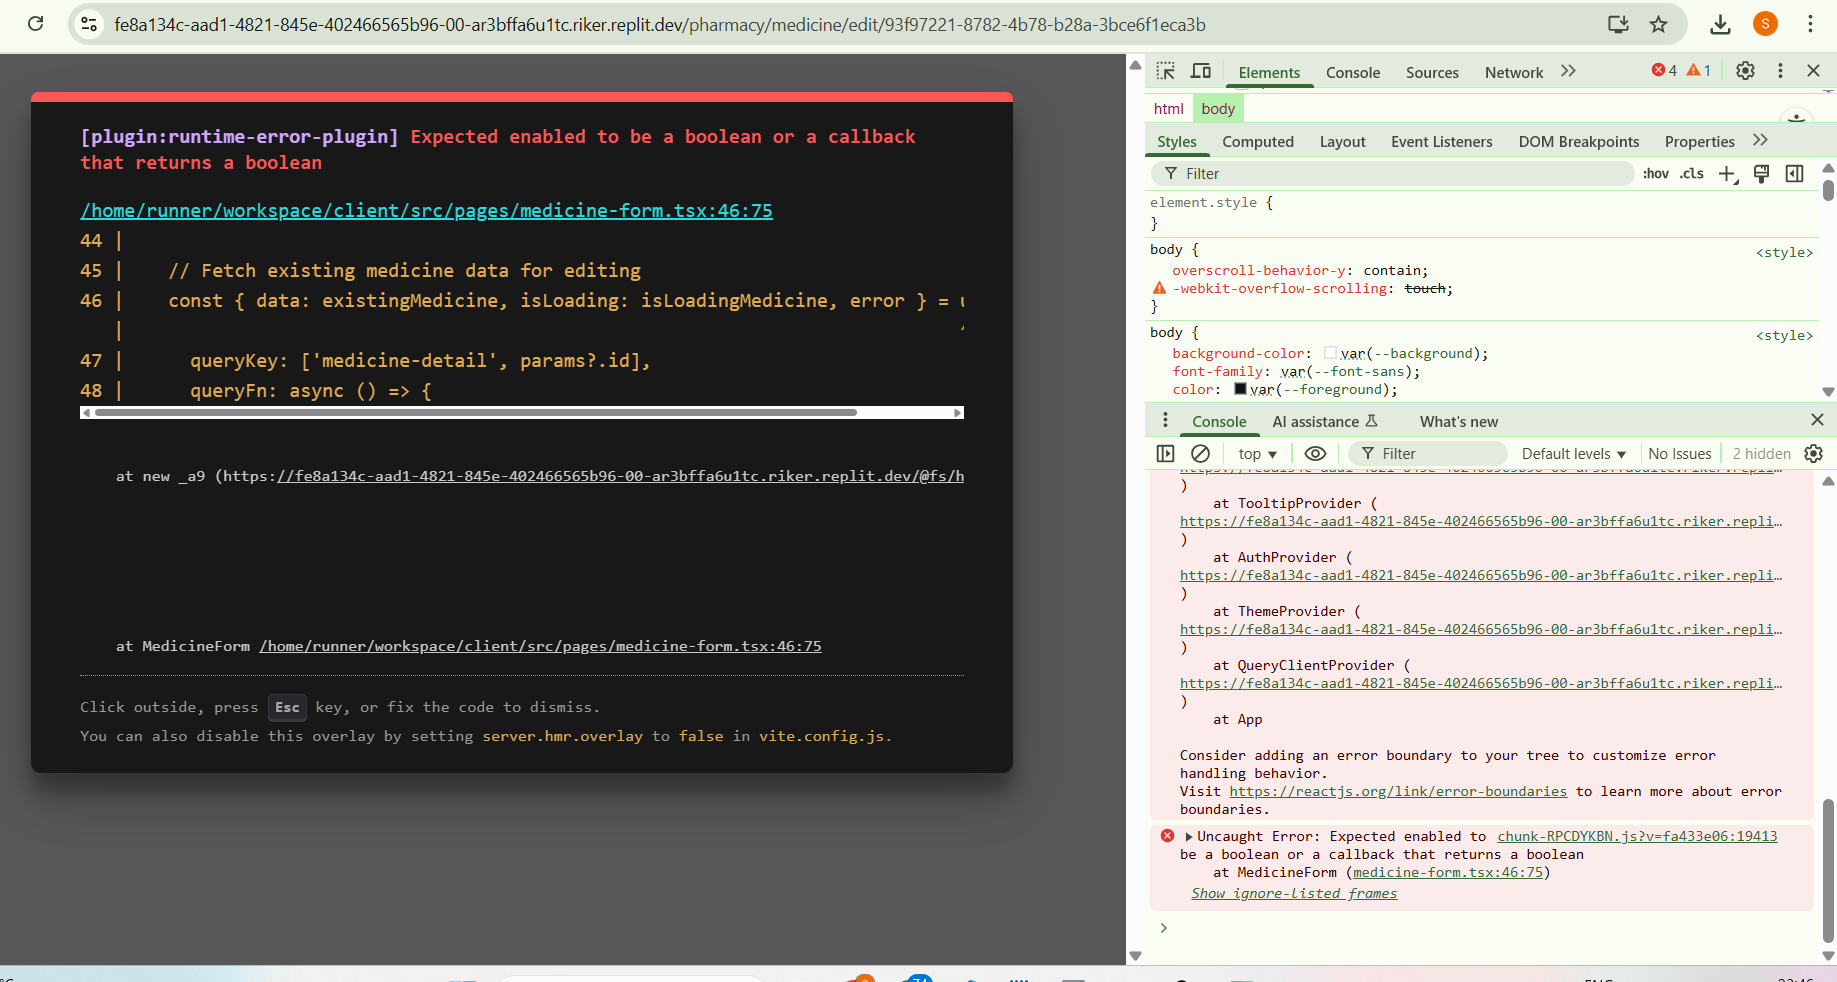 fe8a134c-aad1-4821-845e-402466565b96-00-ar3bffa6u1tc.riker.replit.dev/pharmacy/medicine/edit/93f97221-8782-4b78-b28a-3bce6f1eca3b
S
[plugin:runtime-error-plugin] Expected enabled to be a boolean or a callback
that returns a boolean
/home/runner/workspace/client/src/pages/medicine-form.tsx:46:75
44 |
45 | // Fetch existing medicine data for editing
46 | const { data: existingMedicine, isLoading: isLoadingMedicine, error } =
|
47 | queryKey: ['medicine-detail', params?.id],
48 | queryFn: async () => {
at new _a9 (https://fe8a134c-aad1-4821-845e-402466565b96-00-ar3bffa6u1tc.riker.replit.dev/@fs/h
at MedicineForm /home/runner/workspace/client/src/pages/medicine-form.tsx:46:75
Click outside, press Esc key, or fix the code to dismiss.
You can also disable this overlay by setting server.hmr.overlay to false in vite.config.js.
Elements Console Sources Network 4 1
html body
Styles Computed Layout Event Listeners DOM Breakpoints Properties
Filter :hov .cls
element.style {
}
body { <style>
overscroll-behavior-y: contain;
-webkit-overflow-scrolling: touch;
}
body { <style>
background-color: var(--background);
font-family: var(--font-sans);
color: var(--foreground);
Console AI assistance What's new
top Filter Default levels No Issues 2 hidden
)
at TooltipProvider (
https://fe8a134c-aad1-4821-845e-402466565b96-00-ar3bffa6u1tc.riker.repli…
)
at AuthProvider (
https://fe8a134c-aad1-4821-845e-402466565b96-00-ar3bffa6u1tc.riker.repli…
)
at ThemeProvider (
https://fe8a134c-aad1-4821-845e-402466565b96-00-ar3bffa6u1tc.riker.repli…
)
at QueryClientProvider (
https://fe8a134c-aad1-4821-845e-402466565b96-00-ar3bffa6u1tc.riker.repli…
)
at App
Consider adding an error boundary to your tree to customize error
handling behavior.
Visit https://reactjs.org/link/error-boundaries to learn more about error
boundaries.
Uncaught Error: Expected enabled to chunk-RPCDYKBN.js?v=fa433e06:19413
be a boolean or a callback that returns a boolean
at MedicineForm (medicine-form.tsx:46:75)
Show ignore-listed frames